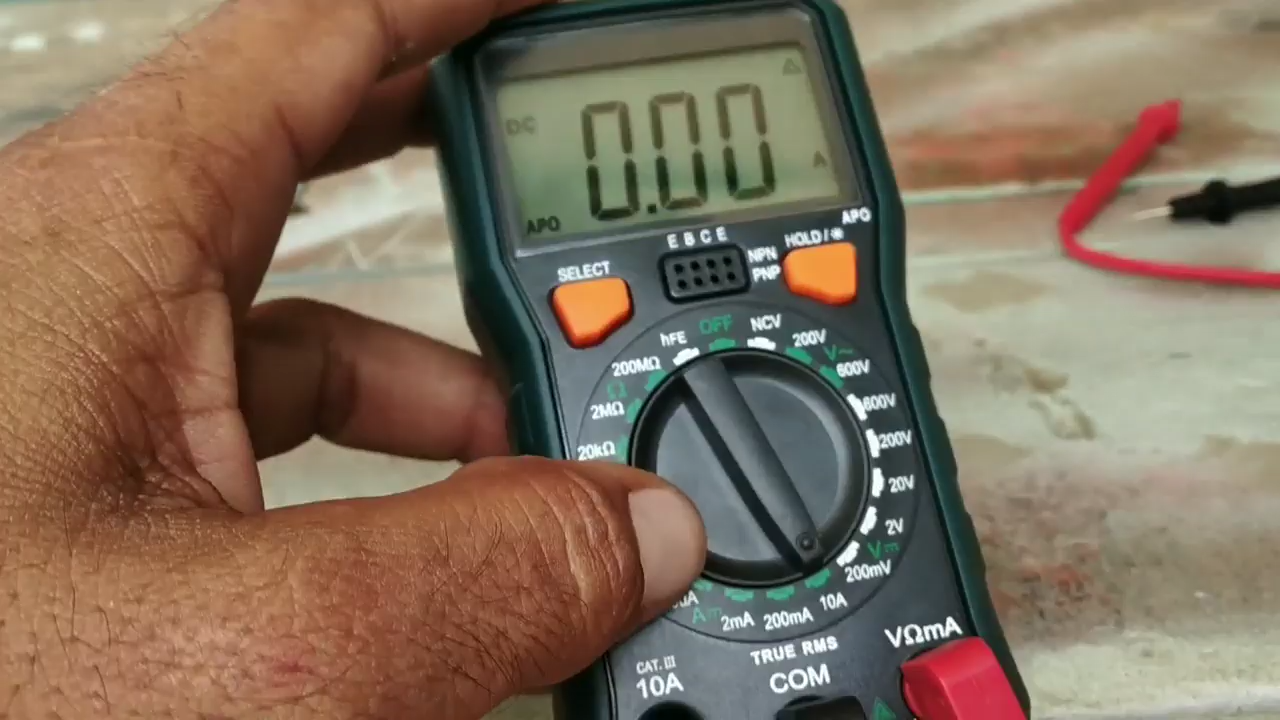 DC
0.00
A
APO
APO
E B C E
SELECT
NPN
PNP
HOLD/☀
hFE
OFF
NCV
200V
V~
600V
600V
200V
20V
2V
V⎓
200mV
10A
200mA
2mA
A⎓
20kΩ
2MΩ
Ω
200MΩ
TRUE RMS
VΩmA
CAT. III
10A
COM